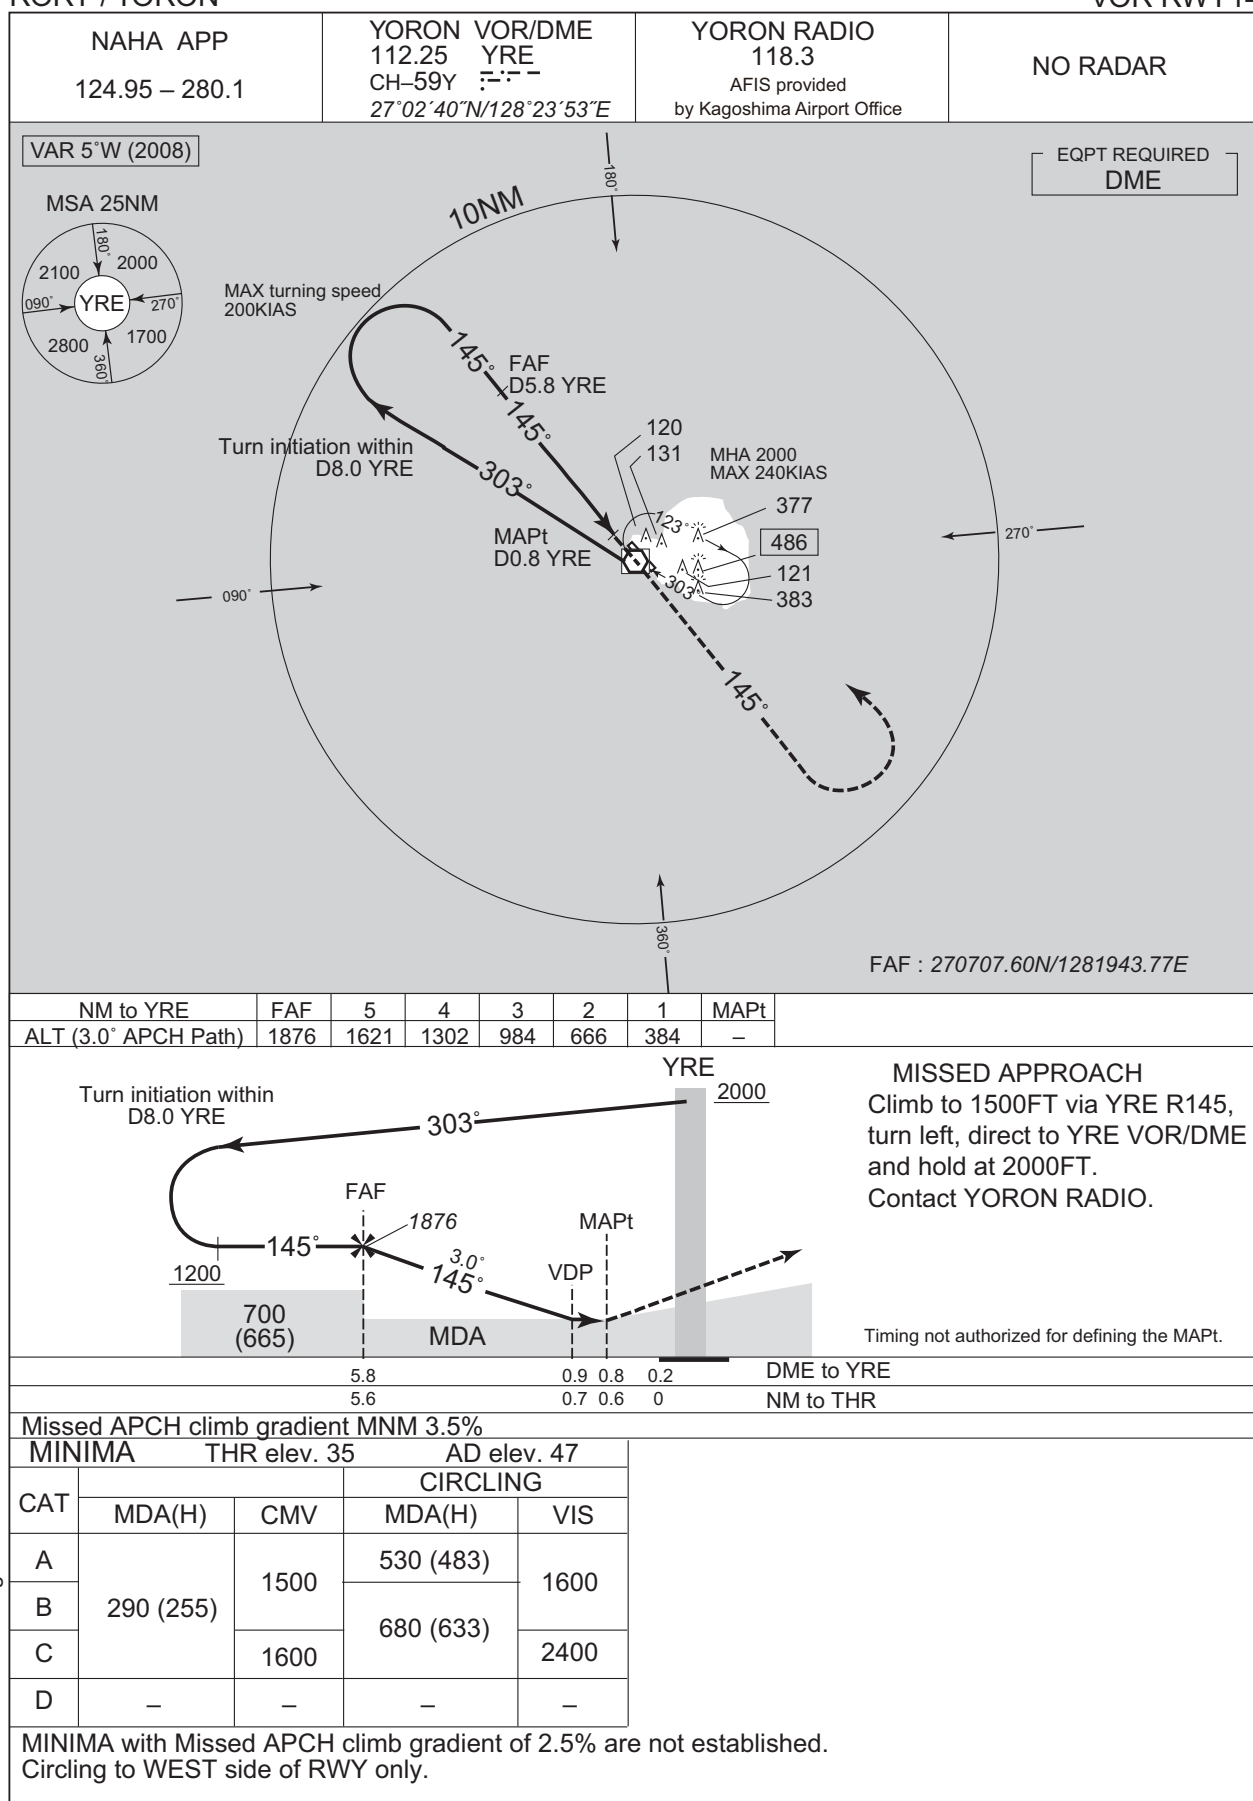 NAHA APP
124.95 – 280.1
YORON VOR/DME
112.25 YRE
CH–59Y
27°02´40˝N/128°23´53˝E
YORON RADIO
118.3
AFIS provided
by Kagoshima Airport Office
NO RADAR
VAR 5°W (2008)
EQPT REQUIRED
DME
MSA 25NM
180°
2100
2000
090°
YRE
270°
2800
1700
360°
10NM
180°
MAX turning speed
200KIAS
145°
FAF
D5.8 YRE
145°
Turn initiation within
D8.0 YRE
303°
120
131
MHA 2000
MAX 240KIAS
377
123°
486
MAPt
D0.8 YRE
121
303°
383
270°
090°
145°
360°
FAF : 270707.60N/1281943.77E
NM to YRE FAF 5 4 3 2 1 MAPt
ALT (3.0° APCH Path) 1876 1621 1302 984 666 384 –
YRE
Turn initiation within
D8.0 YRE
303°
2000
FAF
1876
MAPt
145°
3.0°
145°
VDP
1200
700
(665)
MDA
MISSED APPROACH
Climb to 1500FT via YRE R145,
turn left, direct to YRE VOR/DME
and hold at 2000FT.
Contact YORON RADIO.
Timing not authorized for defining the MAPt.
5.8 0.9 0.8 0.2 DME to YRE
5.6 0.7 0.6 0 NM to THR
Missed APCH climb gradient MNM 3.5%
MINIMA THR elev. 35 AD elev. 47
CAT CIRCLING
MDA(H) CMV MDA(H) VIS
A 530 (483)
1500 1600
B 290 (255)
680 (633)
C 1600 2400
D – – – –
MINIMA with Missed APCH climb gradient of 2.5% are not established.
Circling to WEST side of RWY only.